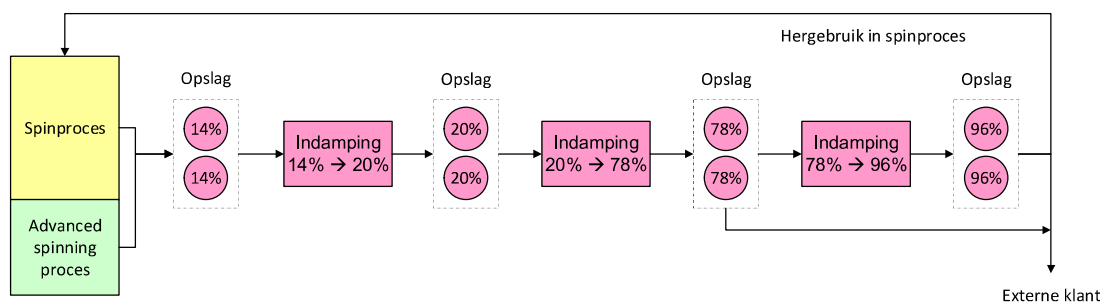 Hergebruik in spinproces
Spinproces
Advanced
spinning
proces
Opslag
14%
14%
Indamping
14% → 20%
Opslag
20%
20%
Indamping
20% → 78%
Opslag
78%
78%
Indamping
78% → 96%
Opslag
96%
96%
Externe klant